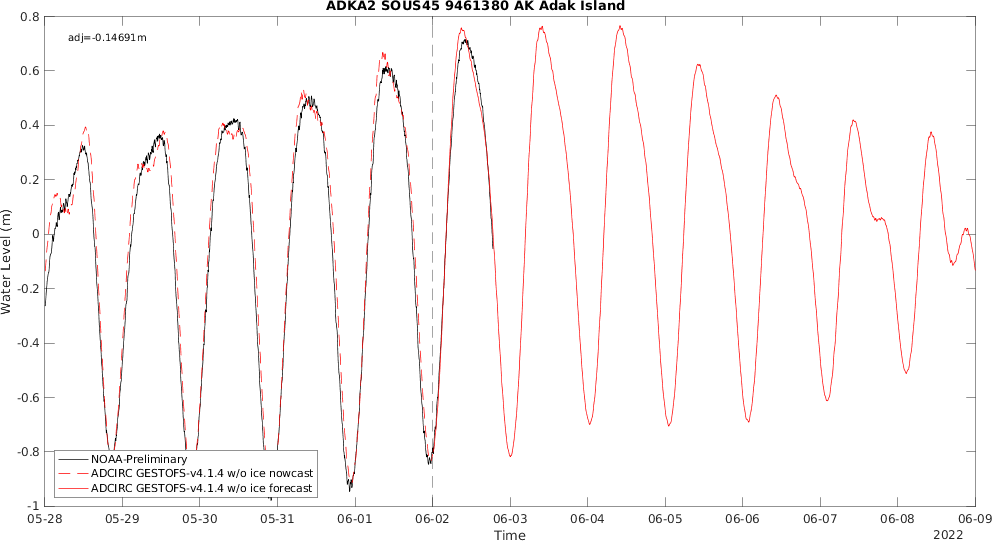 ADKA2 SOUS45 9461380 AK Adak Island
adj=-0.14691m
0.8
0.6
0.4
0.2
0
-0.2
-0.4
-0.6
-0.8
-1
Water Level (m)
NOAA-Preliminary
ADCIRC GESTOFS-v4.1.4 w/o ice nowcast
ADCIRC GESTOFS-v4.1.4 w/o ice forecast
05-28 05-29 05-30 05-31 06-01 06-02 06-03 06-04 06-05 06-06 06-07 06-08 06-09
Time
2022